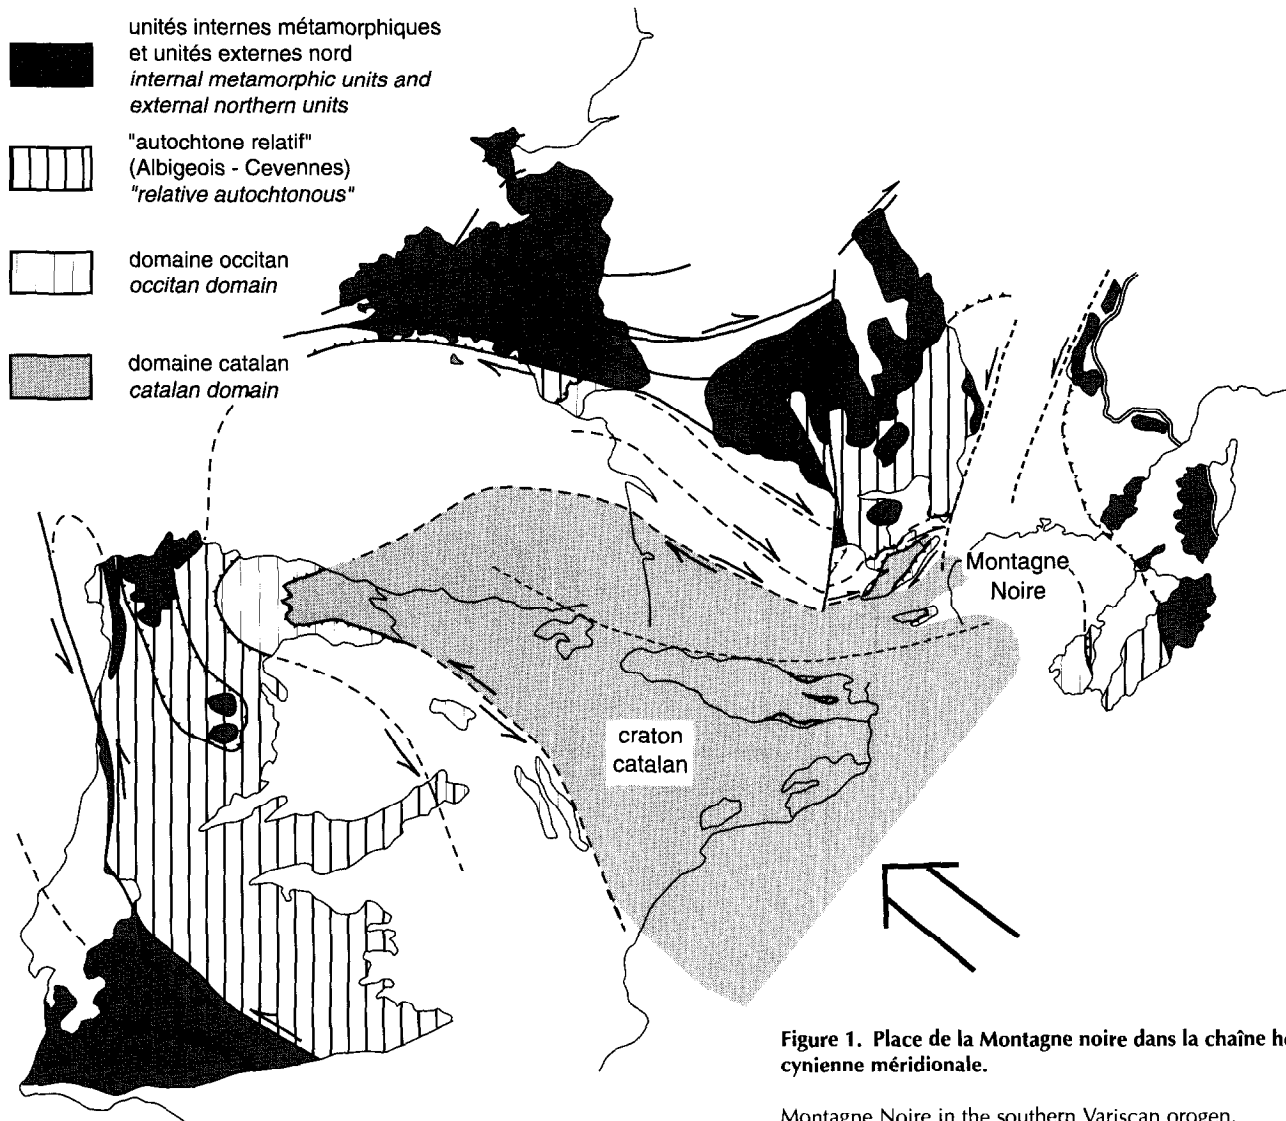 unités internes métamorphiques
et unités externes nord
internal metamorphic units and
external northern units
"autochtone relatif"
(Albigeois - Cevennes)
"relative autochtonous"
domaine occitan
occitan domain
domaine catalan
catalan domain
Montagne
Noire
craton
catalan
Figure 1. Place de la Montagne noire dans la chaîne
cynienne méridionale.
Montagne Noire in the southern Variscan orogen.